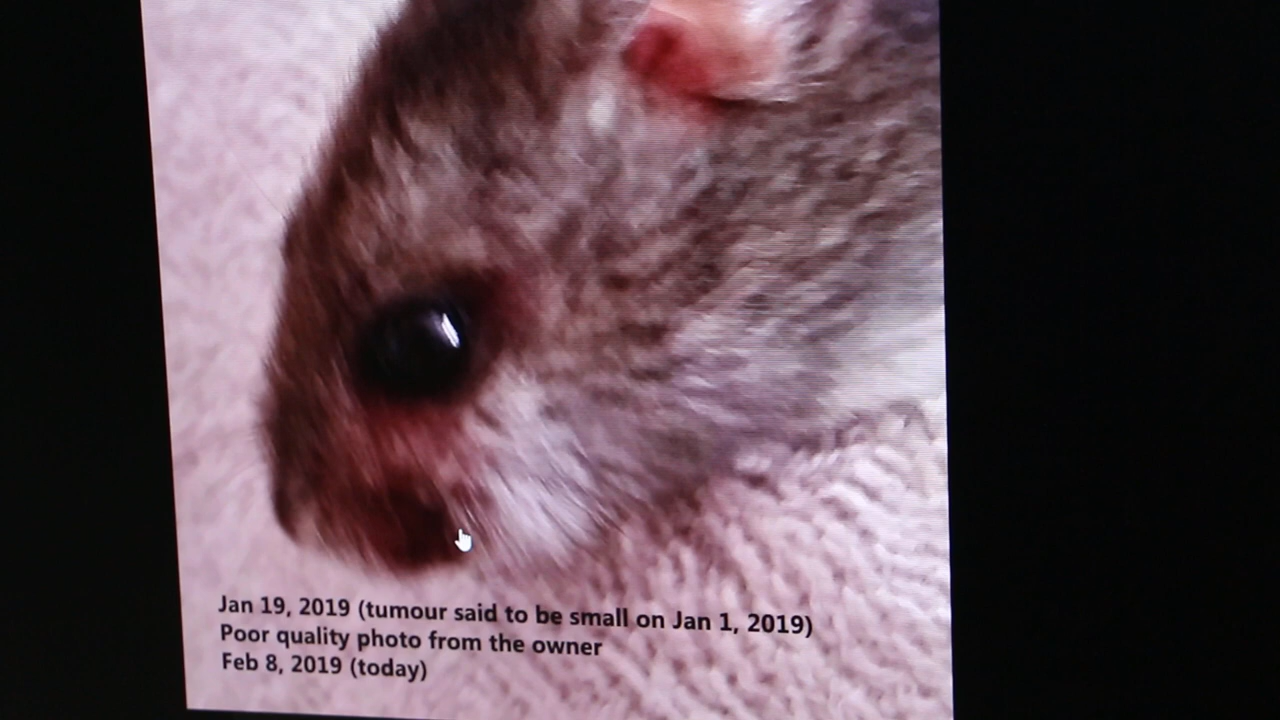 Jan 19, 2019 (tumour said to be small on Jan 1, 2019)
Poor quality photo from the owner
Feb 8, 2019 (today)